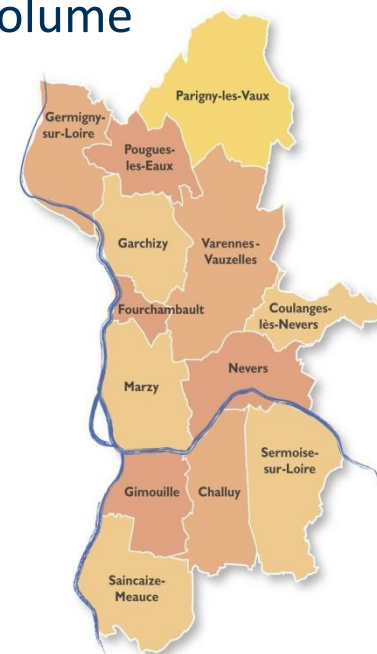 olume
Parigny-les-Vaux
Germigny-
sur-Loire
Pougues-
les-Eaux
Garchizy
Varennes-
Vauzelles
Fourchambault
Coulanges-
lès-Nevers
Marzy
Nevers
Sermoise-
sur-Loire
Gimouille
Challuy
Saincaize-
Meauce